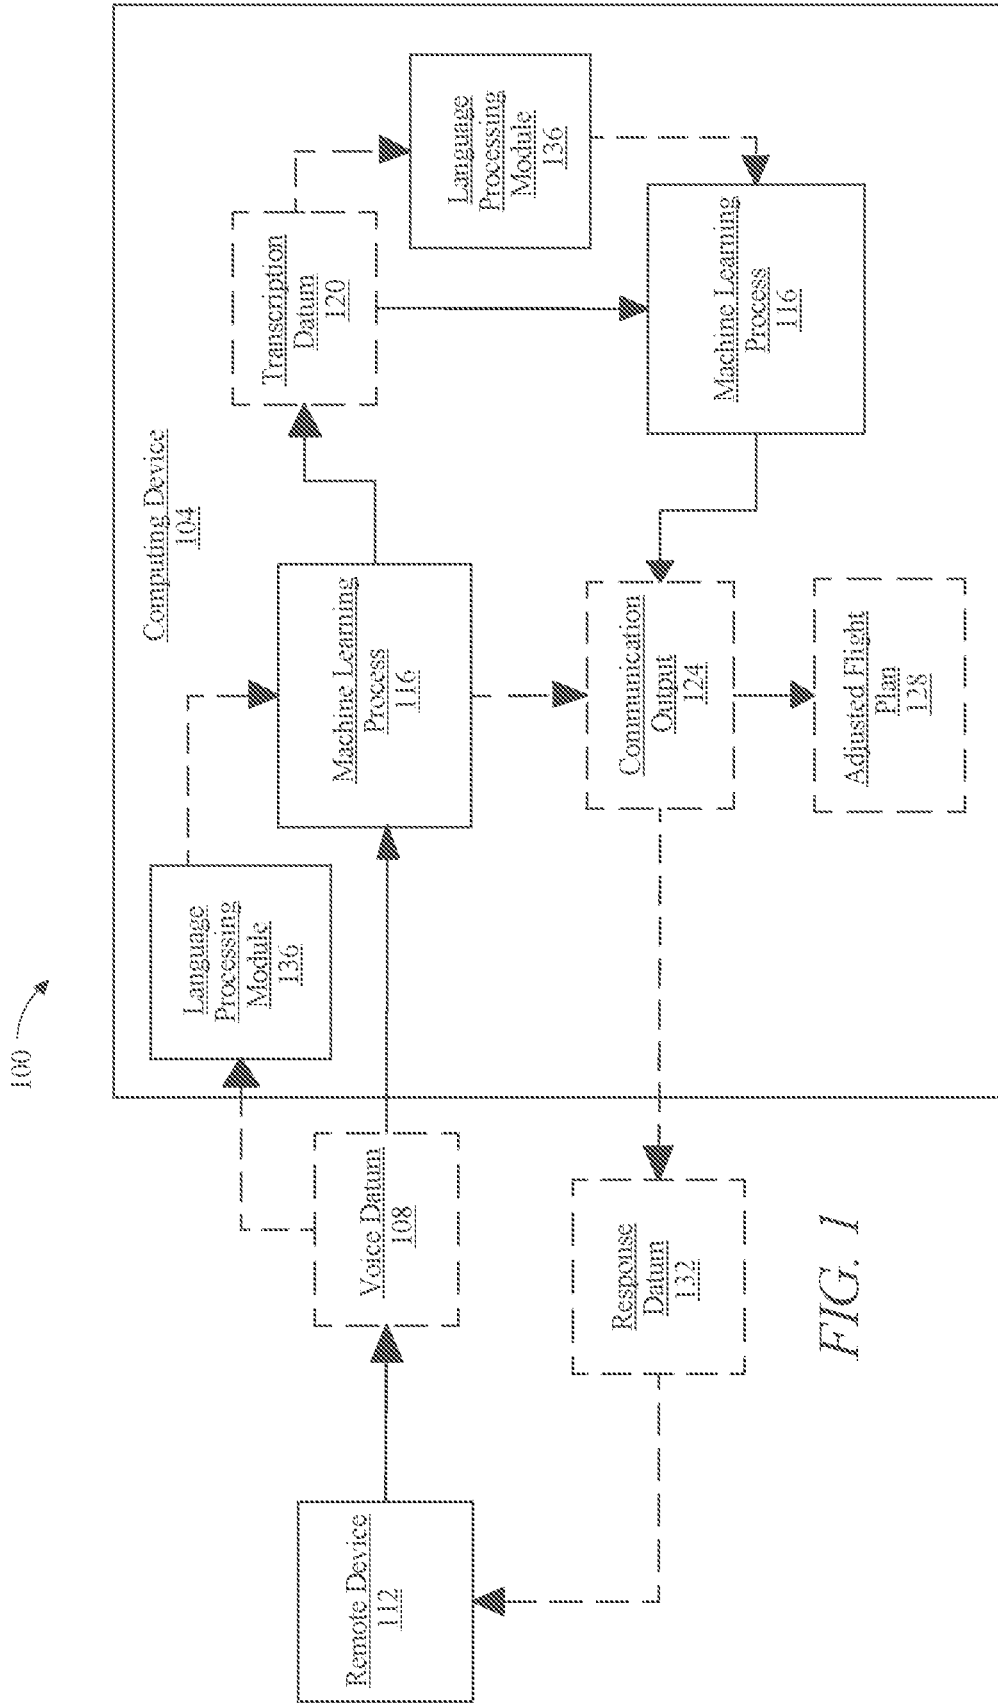 100
Computing Device
104
Remote Device
112
Voice Datum
108
Language
Processing
Module
136
Machine Learning
Process
116
Transcription
Datum
120
Language
Processing
Module
136
Machine Learning
Process
116
Communication
Output
124
Adjusted Flight
Plan
128
Response
Datum
132
FIG. 1